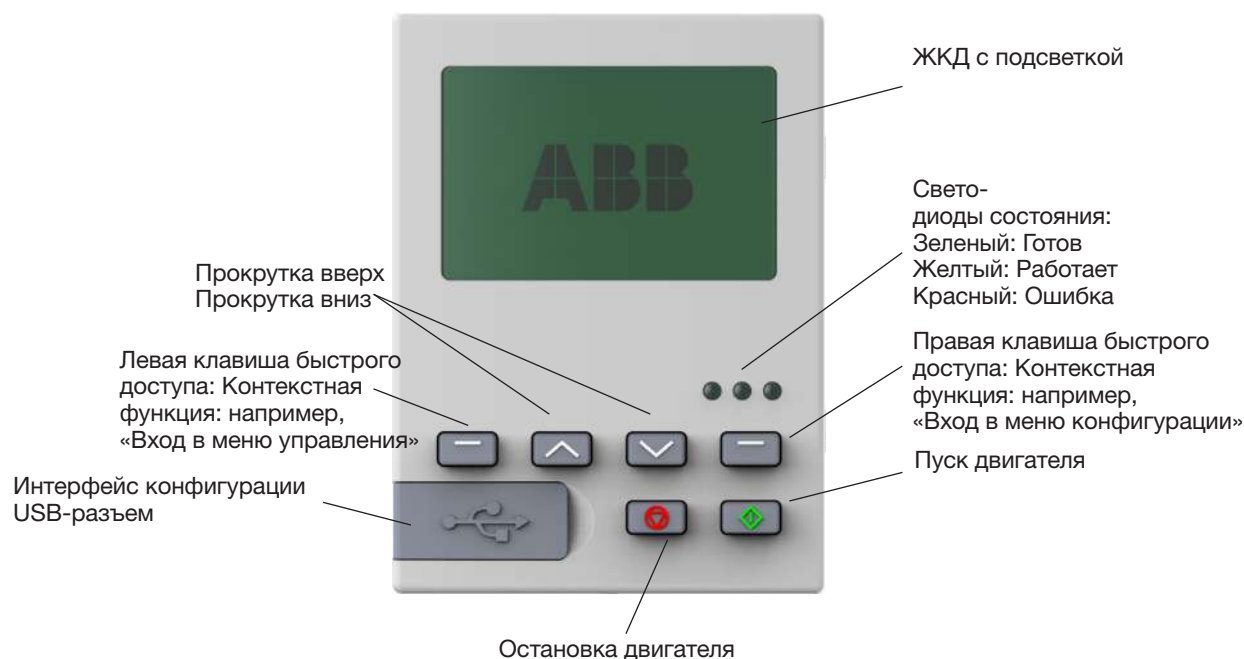 ЖКД с подсветкой
ABB
Свето-
диоды состояния:
Зеленый: Готов
Желтый: Работает
Красный: Ошибка
Прокрутка вверх
Прокрутка вниз
Левая клавиша быстрого
доступа: Контекстная
функция: например,
«Вход в меню управления»
Правая клавиша быстрого
доступа: Контекстная
функция: например,
«Вход в меню конфигурации»
Пуск двигателя
Интерфейс конфигурации
USB-разъем
Остановка двигателя